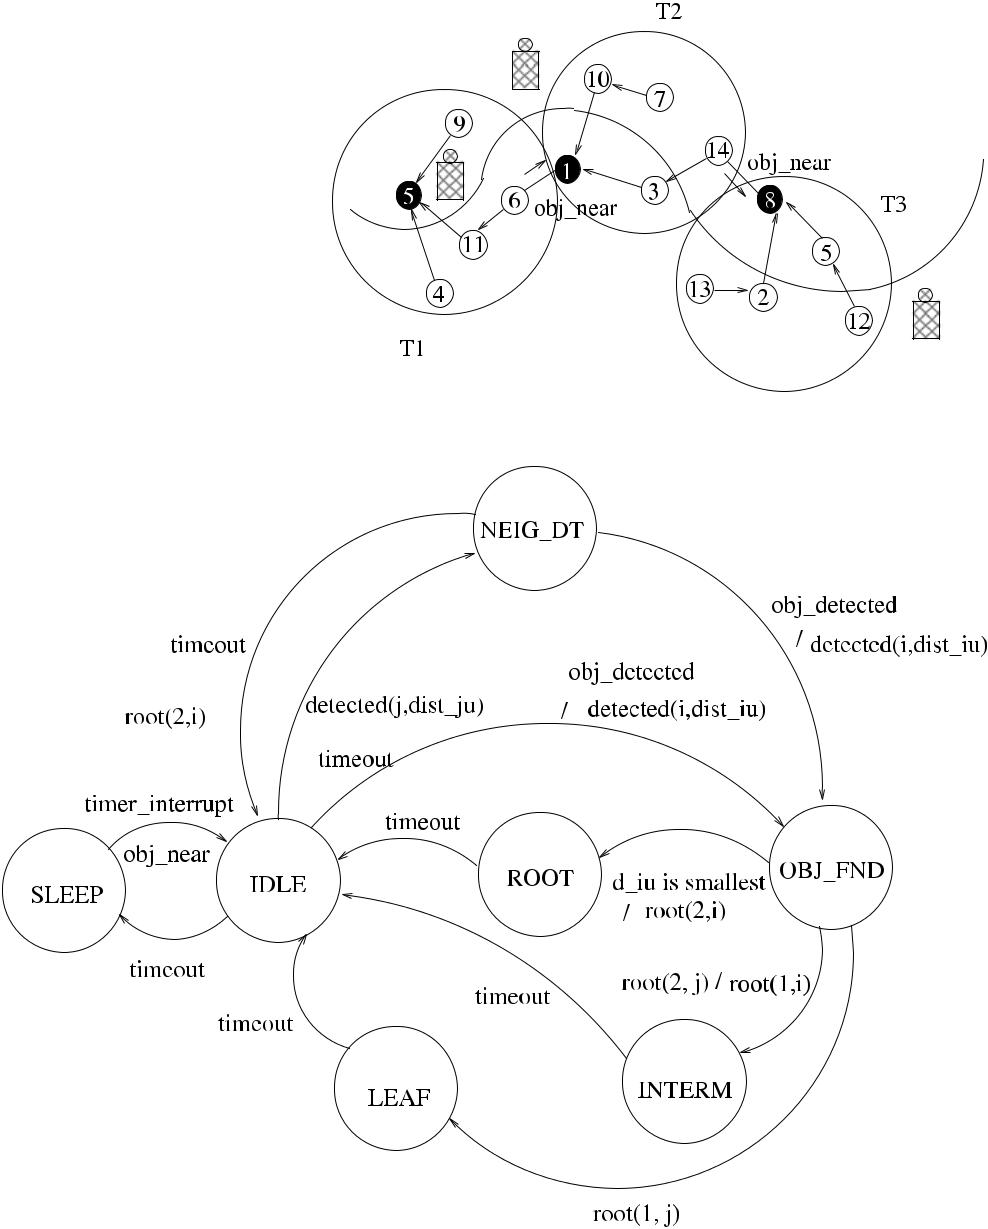 T2
10
7
9
14
obj_near
1
3
5
6
8
T3
obj_near
11
5
4
13
2
12
T1
NEIG_DT
obj_detected
/ detected(i,dist_iu)
timeout
obj_detected
root(2,i)
detected(j,dist_ju)
/ detected(i,dist_iu)
timeout
timer_interrupt
timeout
obj_near
SLEEP
IDLE
ROOT
OBJ_FND
d_iu is smallest
/ root(2,i)
timeout
root(2, j) / root(1,i)
timeout
timeout
LEAF
INTERM
root(1, j)